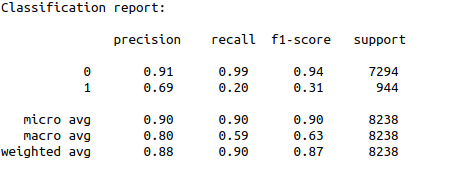 Classification report:
precision recall f1-score support
0 0.91 0.99 0.94 7294
1 0.69 0.20 0.31 944
micro avg 0.90 0.90 0.90 8238
macro avg 0.80 0.59 0.63 8238
weighted avg 0.88 0.90 0.87 8238